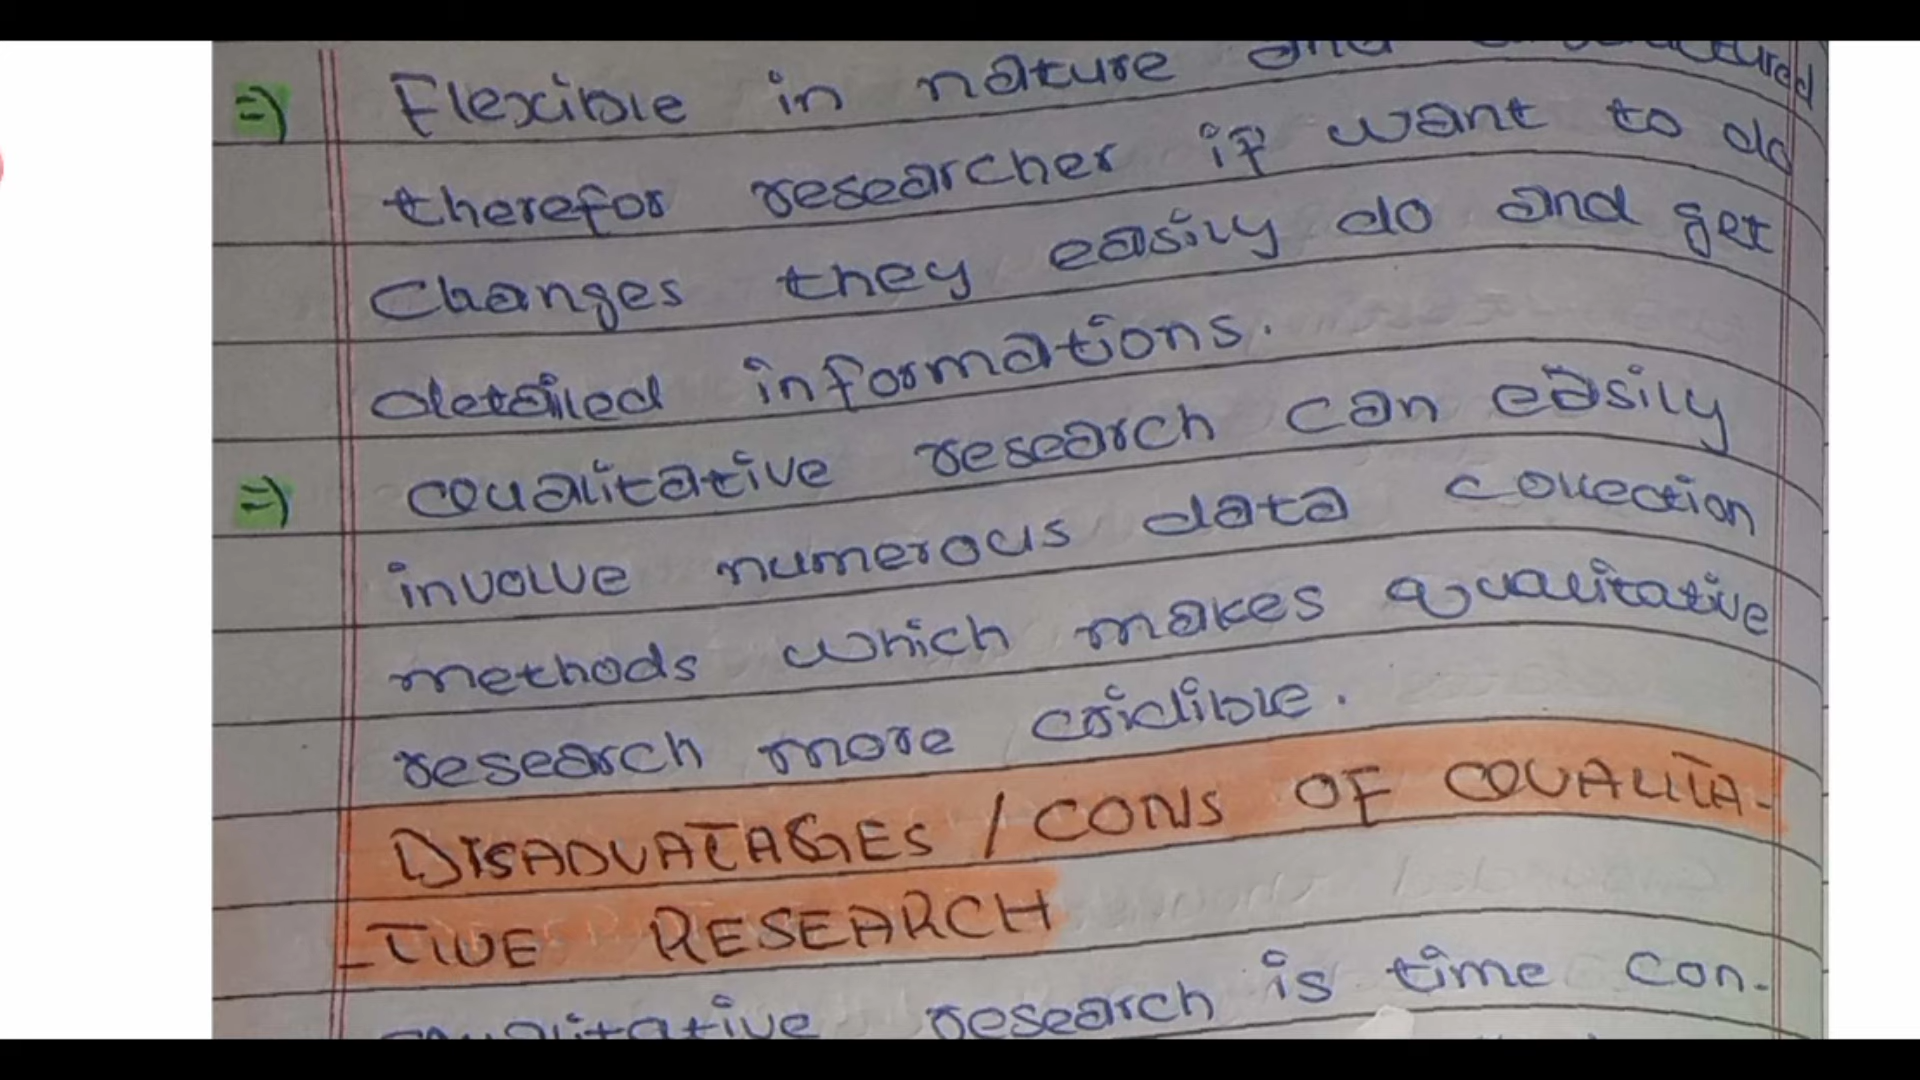 =) Flexible in nature and
therefor researcher if want to do
changes they easily do and get
detailed informations.
=) Qualitative research can easily
involve numerous data collection
methods which makes qualitative
research more cridible.
DISADVATAGES / CONS OF QUALITA-
-TIVE RESEARCH
qualitative research is time con-